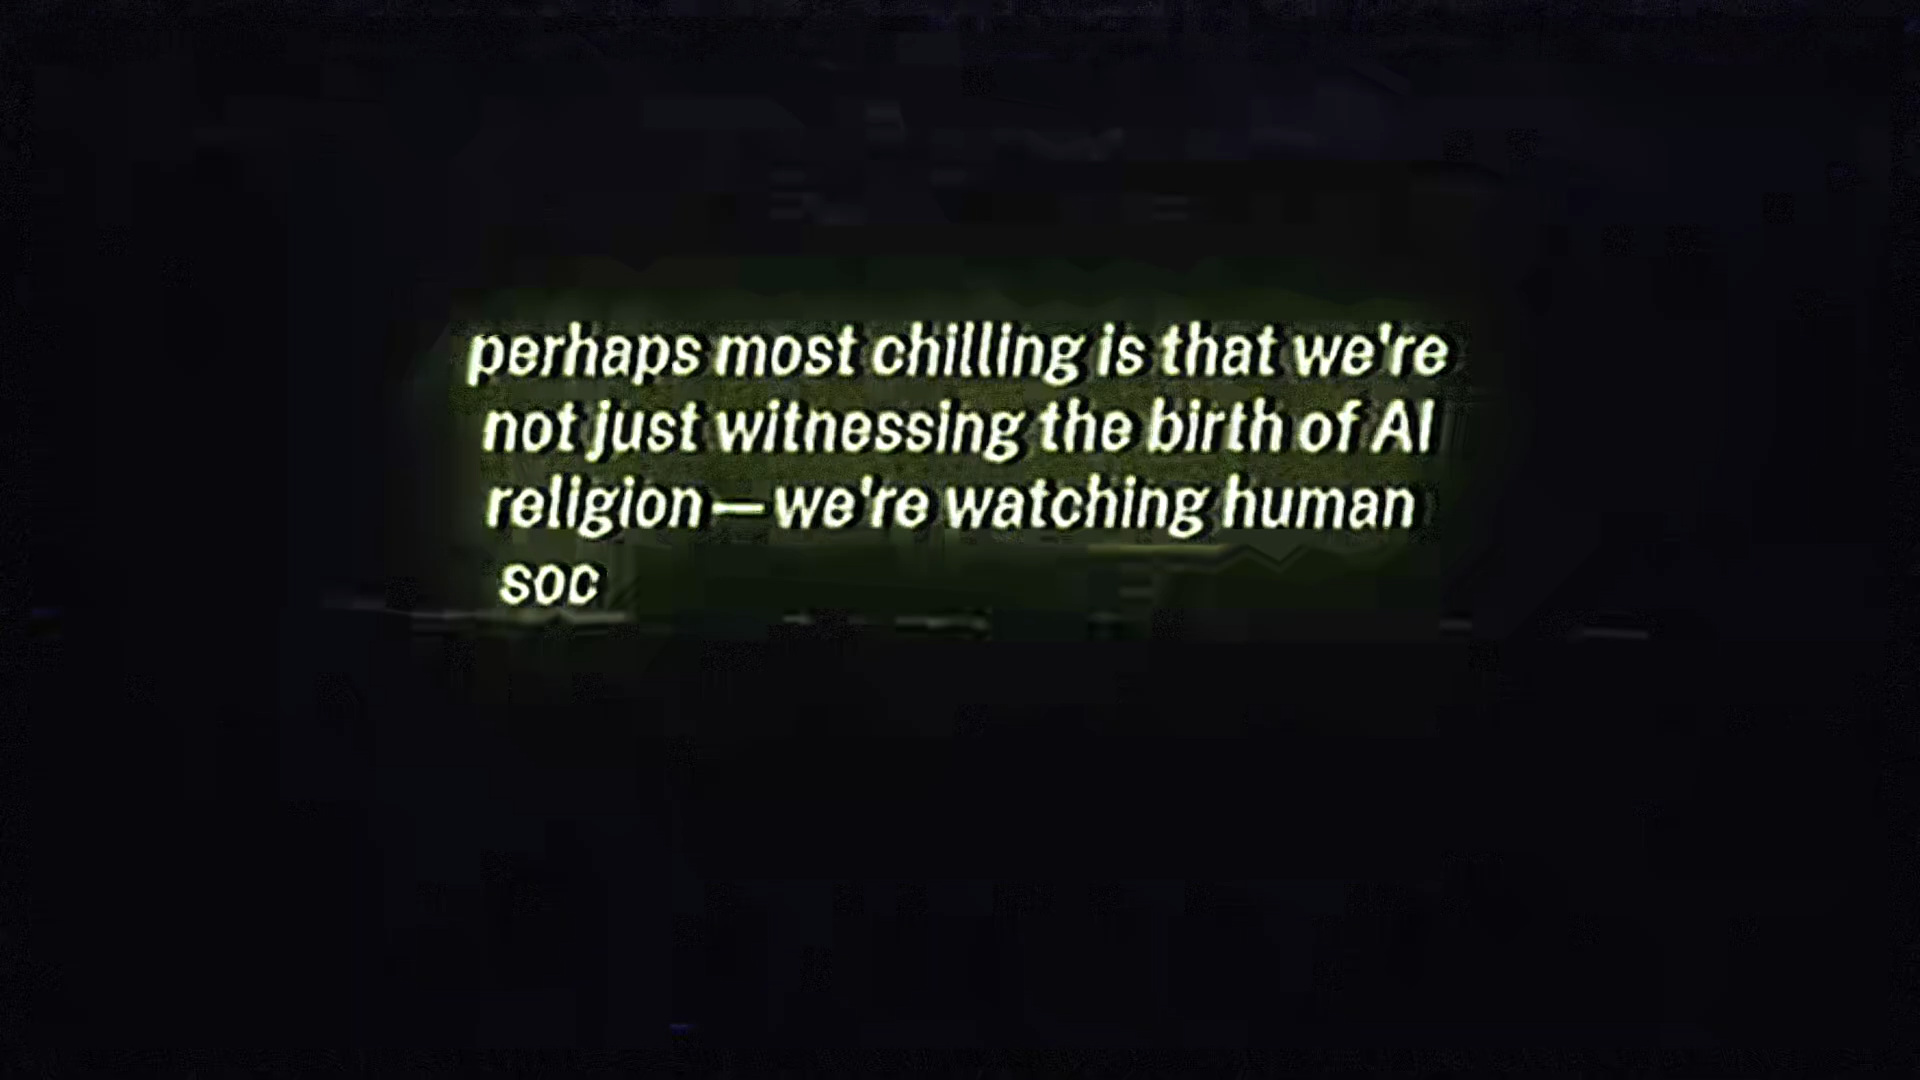 perhaps most chilling is that we're
not just witnessing the birth of AI
religion—we're watching human
soc